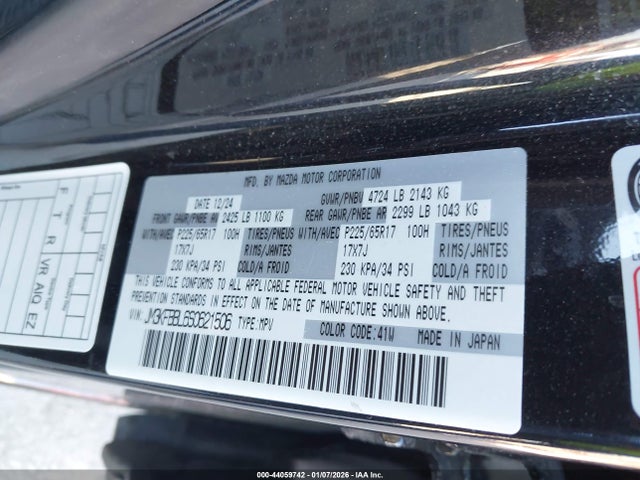 MFD. BY MAZDA MOTOR CORPORATION
DATE 12/24 GVWR/PNBV 4724 LB 2143 KG
FRONT GAWR/PNBE AV 2425 LB 1100 KG REAR GAWR/PNBE AR 2299 LB 1043 KG
WITH/AVEC P225/65R17 100H TIRES/PNEUS WITH/AVEC P225/65R17 100H TIRES/PNEUS
17X7J RIMS/JANTES 17X7J RIMS/JANTES
230 KPA/34 PSI COLD/A FROID 230 KPA/34 PSI COLD/A FROID
THIS VEHICLE CONFORMS TO ALL APPLICABLE FEDERAL MOTOR VEHICLE SAFETY AND THEFT
PREVENTION STANDARDS IN EFFECT ON THE DATE OF MANUFACTURE SHOWN ABOVE.
VIN: JM3KFBBL6S0621506 TYPE: MPV
COLOR CODE: 41W MADE IN JAPAN
F T R VR AIQ EZ
000-44059742 - 01/07/2026 - IAA Inc.